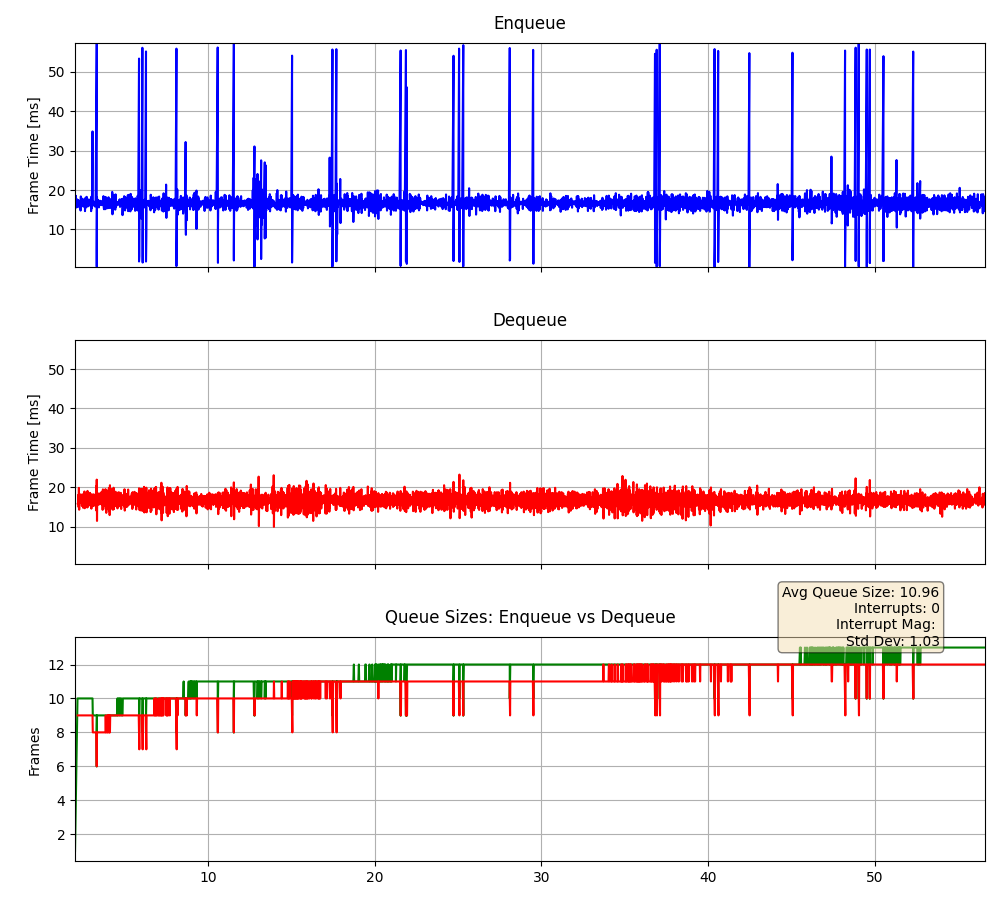 Enqueue
Frame Time [ms]
50
40
30
20
10
Dequeue
Frame Time [ms]
50
40
30
20
10
Queue Sizes: Enqueue vs Dequeue
Avg Queue Size: 10.96
Interrupts: 0
Interrupt Mag:
Std Dev: 1.03
Frames
12
10
8
6
4
2
10 20 30 40 50